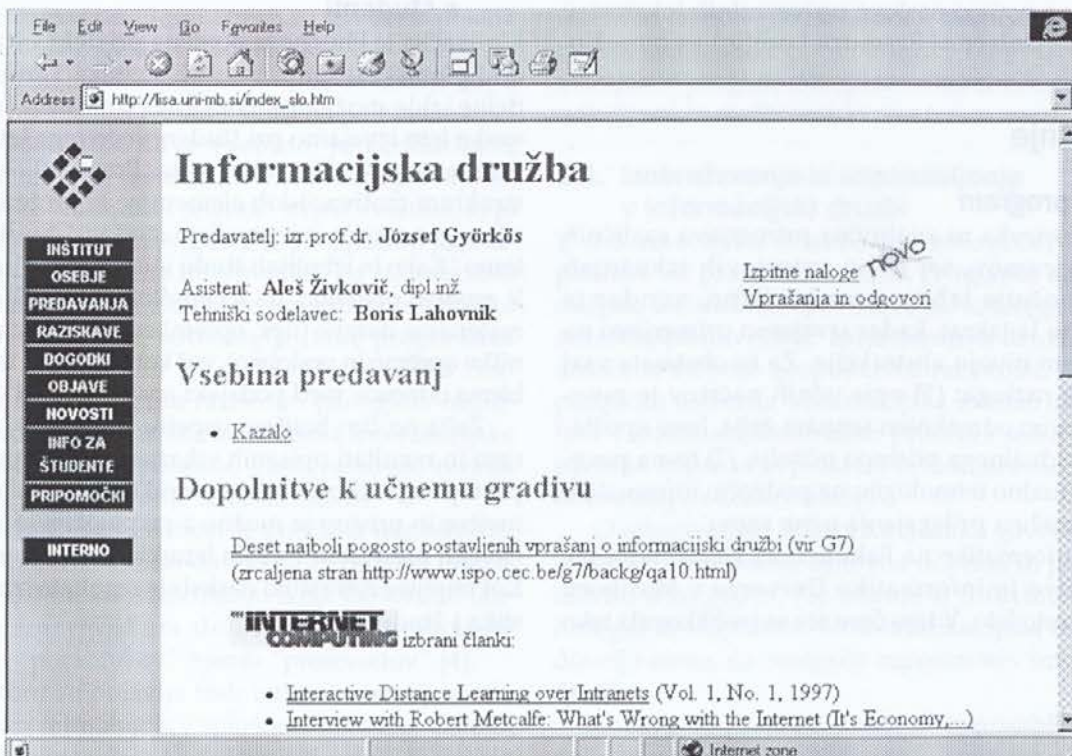 File Edit View Go Favorites Help
Address http://lisa.uni-mb.si/index_slo.htm
INŠTITUT
OSEBJE
PREDAVANJA
RAZISKAVE
DOGODKI
OBJAVE
NOVOSTI
INFO ZA
ŠTUDENTE
PRIPOMOČKI
INTERNO
Informacijska družba
Predavatelj: izr.prof.dr. József Györkös
Asistent: Aleš Živkovič, dipl.inž.
Tehniški sodelavec: Boris Lahovnik
Izpitne naloge novo
Vprašanja in odgovori
Vsebina predavanj
• Kazalo
Dopolnitve k učnemu gradivu
Deset najbolj pogosto postavljenih vprašanj o informacijski družbi (vir G7)
(zrcaljena stran http://www.ispo.cec.be/g7/backg/qa10.html)
INTERNET
COMPUTING izbrani članki:
• Interactive Distance Learning over Intranets (Vol. 1, No. 1, 1997)
• Interview with Robert Metcalfe: What's Wrong with the Internet (It's Economy,...)
Internet zone